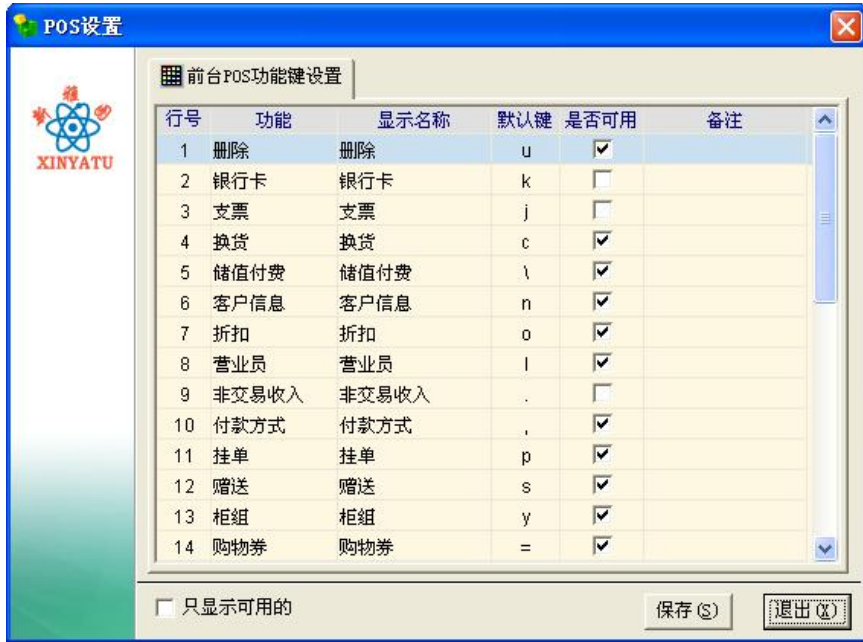 POS设置
前台POS功能键设置
雅
XINYATU
行号 功能 显示名称 默认键 是否可用 备注
1 删除 删除 u
2 银行卡 银行卡 k
3 支票 支票 j
4 换货 换货 c
5 储值付费 储值付费 \
6 客户信息 客户信息 n
7 折扣 折扣 o
8 营业员 营业员 l
9 非交易收入 非交易收入 .
10 付款方式 付款方式 ,
11 挂单 挂单 p
12 赠送 赠送 s
13 柜组 柜组 y
14 购物券 购物券 =
只显示可用的
保存(S) 退出(X)